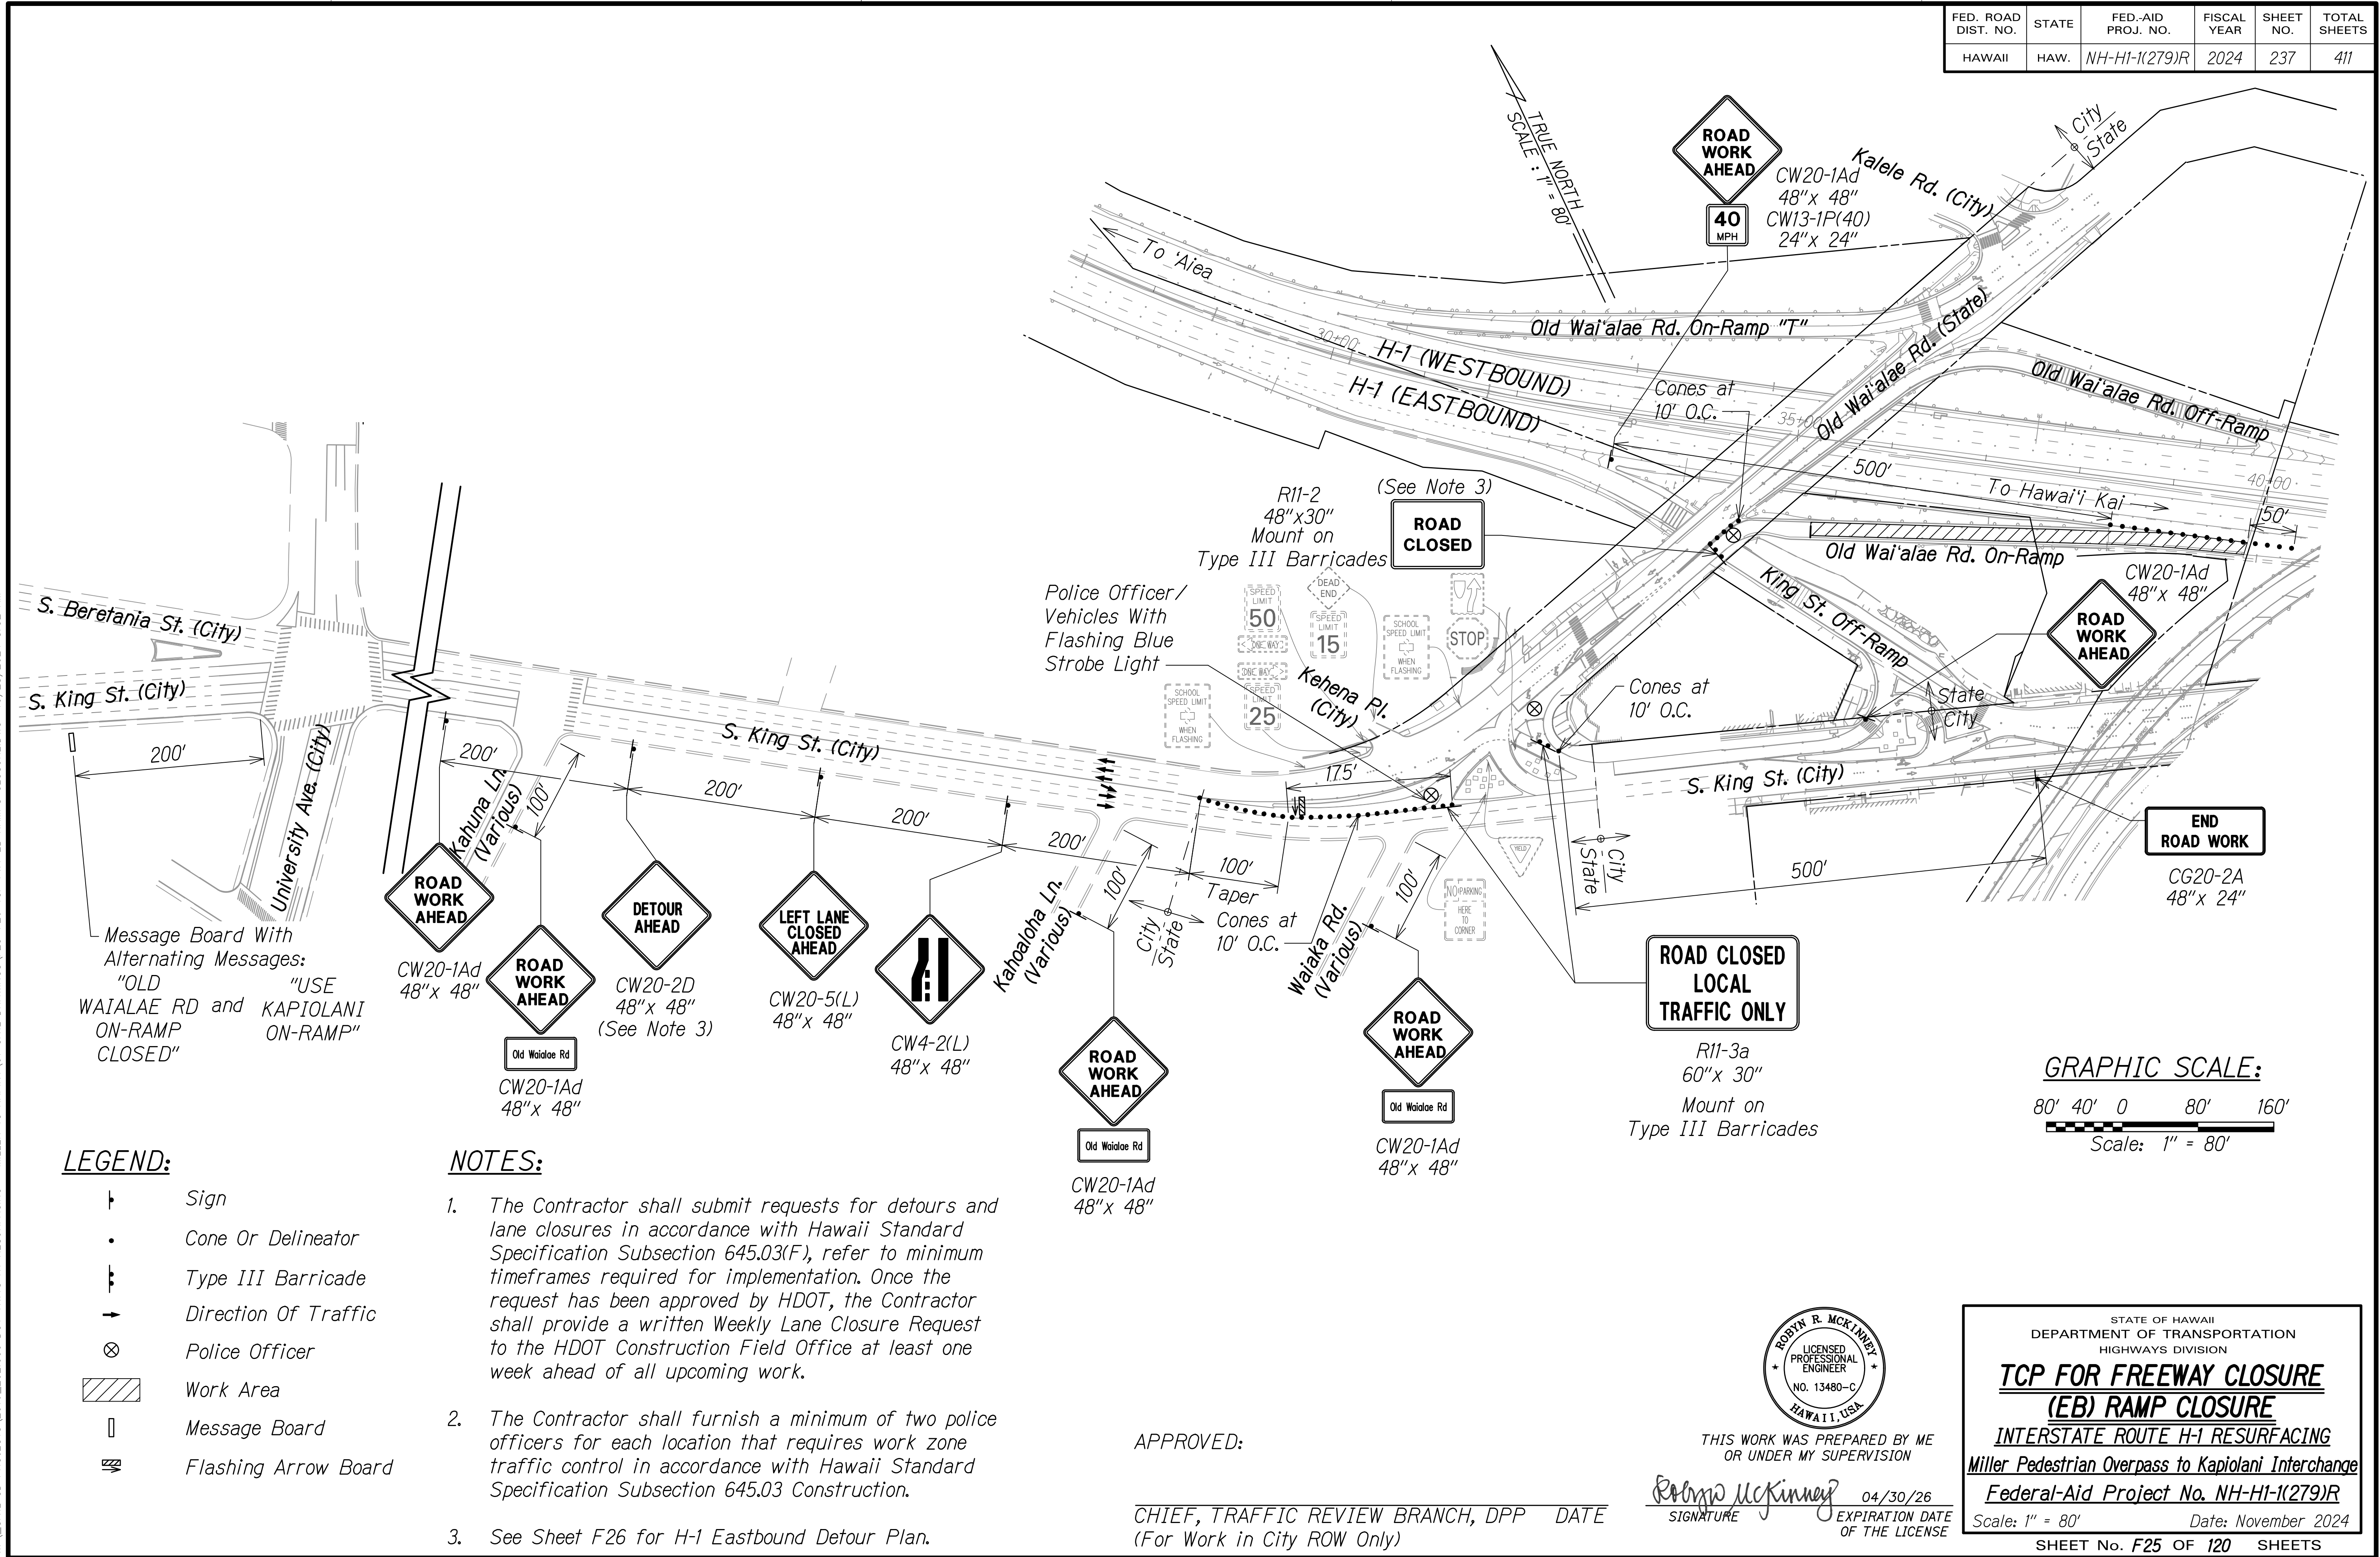 FED. ROAD DIST. NO.
STATE
FED.-AID PROJ. NO.
FISCAL YEAR
SHEET NO.
TOTAL SHEETS
HAWAII
HAW.
NH-H1-1(279)R
2024
237
411
TRUE NORTH
SCALE : 1" = 80'
ROAD
WORK
AHEAD
40
MPH
CW20-1Ad
48"x 48"
CW13-1P(40)
24"x 24"
Kalele Rd. (City)
City
State
To 'Aiea
Old Wai'alae Rd. On-Ramp "T"
30+00
H-1 (WESTBOUND)
H-1 (EASTBOUND)
Cones at
10' O.C.
35+00
Old Wai'alae Rd. (State)
Old Wai'alae Rd. Off-Ramp
500'
To Hawai'i Kai
40+00
50'
Old Wai'alae Rd. On-Ramp
King St. Off-Ramp
CW20-1Ad
48"x 48"
ROAD
WORK
AHEAD
R11-2
48"x30"
Mount on
Type III Barricades
(See Note 3)
ROAD
CLOSED
Police Officer/
Vehicles With
Flashing Blue
Strobe Light
SPEED
LIMIT
50
ONE WAY
DEAD
END
SPEED
LIMIT
15
SCHOOL
SPEED LIMIT
WHEN
FLASHING
STOP
ONE WAY
SPEED
LIMIT
25
SCHOOL
SPEED LIMIT
WHEN
FLASHING
Kehena Pl.
(City)
Cones at
10' O.C.
State
City
S. Beretania St. (City)
S. King St. (City)
200'
University Ave. (City)
200'
Kahuna Ln.
(Various)
100'
S. King St. (City)
200'
200'
200'
175'
100'
Taper
Cones at
10' O.C.
Kahoaloha Ln.
(Various)
100'
City
State
Waiaka Rd.
(Various)
100'
YIELD
NO PARKING
HERE
TO
CORNER
S. King St. (City)
City
State
500'
END
ROAD WORK
CG20-2A
48"x 24"
Message Board With
Alternating Messages:
"OLD
WAIALAE RD
ON-RAMP
CLOSED"
and
"USE
KAPIOLANI
ON-RAMP"
ROAD
WORK
AHEAD
CW20-1Ad
48"x 48"
ROAD
WORK
AHEAD
Old Waialae Rd
CW20-1Ad
48"x 48"
DETOUR
AHEAD
CW20-2D
48"x 48"
(See Note 3)
LEFT LANE
CLOSED
AHEAD
CW20-5(L)
48"x 48"
CW4-2(L)
48"x 48"
ROAD
WORK
AHEAD
Old Waialae Rd
CW20-1Ad
48"x 48"
ROAD
WORK
AHEAD
Old Waialae Rd
CW20-1Ad
48"x 48"
ROAD CLOSED
LOCAL
TRAFFIC ONLY
R11-3a
60"x 30"
Mount on
Type III Barricades
GRAPHIC SCALE:
80' 40' 0 80' 160'
Scale: 1" = 80'
LEGEND:
Sign
Cone Or Delineator
Type III Barricade
Direction Of Traffic
Police Officer
Work Area
Message Board
Flashing Arrow Board
NOTES:
1. The Contractor shall submit requests for detours and
lane closures in accordance with Hawaii Standard
Specification Subsection 645.03(F), refer to minimum
timeframes required for implementation. Once the
request has been approved by HDOT, the Contractor
shall provide a written Weekly Lane Closure Request
to the HDOT Construction Field Office at least one
week ahead of all upcoming work.
2. The Contractor shall furnish a minimum of two police
officers for each location that requires work zone
traffic control in accordance with Hawaii Standard
Specification Subsection 645.03 Construction.
3. See Sheet F26 for H-1 Eastbound Detour Plan.
APPROVED:
CHIEF, TRAFFIC REVIEW BRANCH, DPP DATE
(For Work in City ROW Only)
ROBYN R. MCKINNEY
LICENSED
PROFESSIONAL
ENGINEER
NO. 13480-C
HAWAII, USA
THIS WORK WAS PREPARED BY ME
OR UNDER MY SUPERVISION
Robyn McKinney 04/30/26
SIGNATURE EXPIRATION DATE
OF THE LICENSE
STATE OF HAWAII
DEPARTMENT OF TRANSPORTATION
HIGHWAYS DIVISION
TCP FOR FREEWAY CLOSURE
(EB) RAMP CLOSURE
INTERSTATE ROUTE H-1 RESURFACING
Miller Pedestrian Overpass to Kapiolani Interchange
Federal-Aid Project No. NH-H1-1(279)R
Scale: 1" = 80' Date: November 2024
SHEET No. F25 OF 120 SHEETS